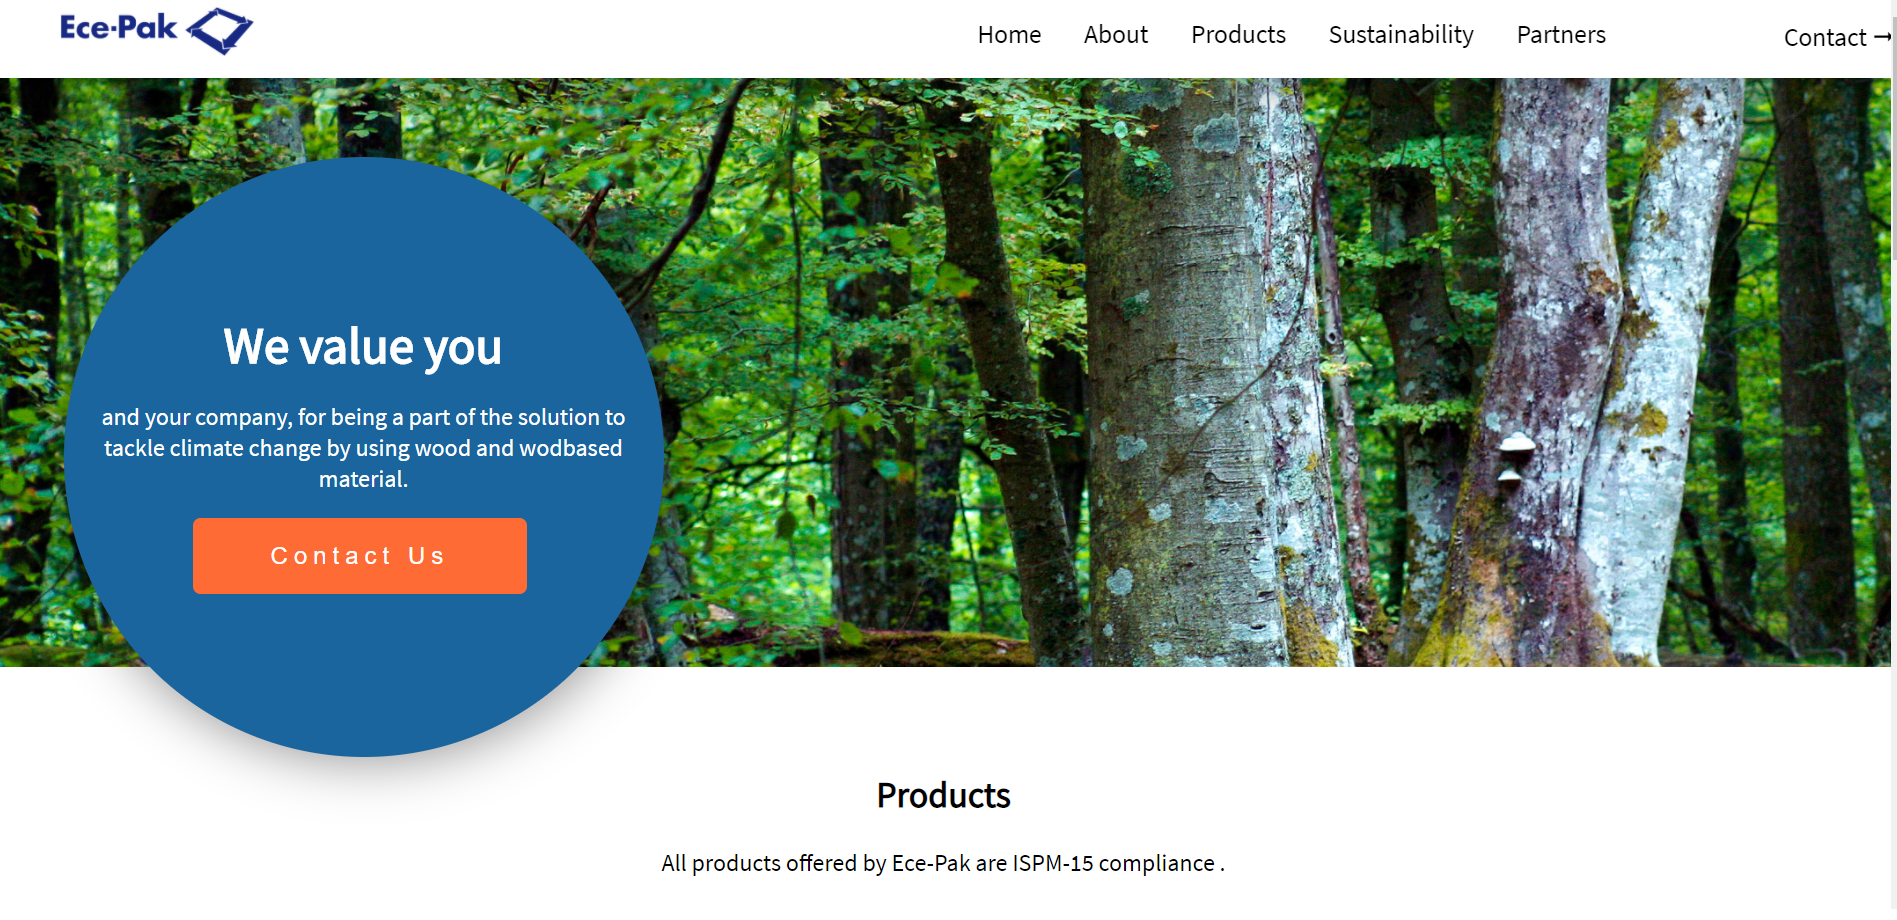 Ece-Pak
Home About Products Sustainability Partners Contact →
We value you
and your company, for being a part of the solution to
tackle climate change by using wood and wodbased
material.
Contact Us
Products
All products offered by Ece-Pak are ISPM-15 compliance .